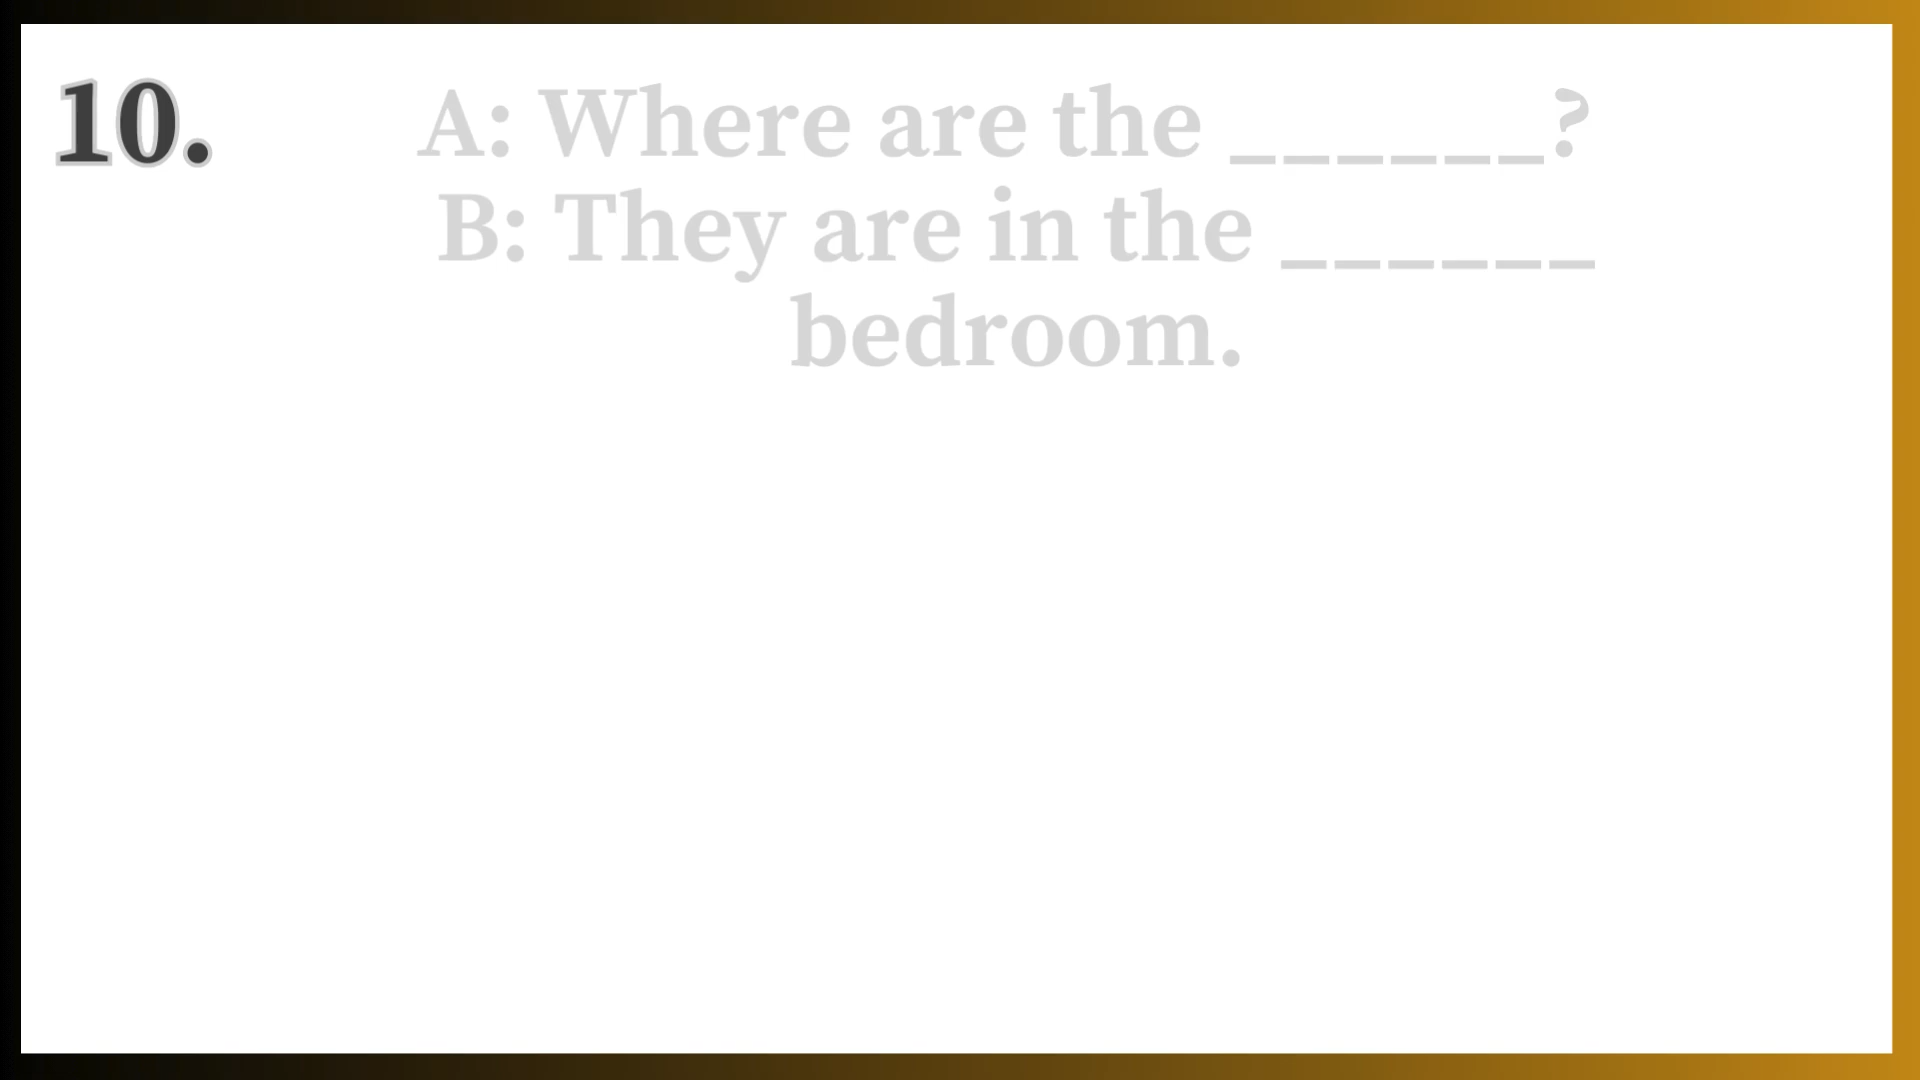 10. A: Where are the ______?
B: They are in the ______
bedroom.